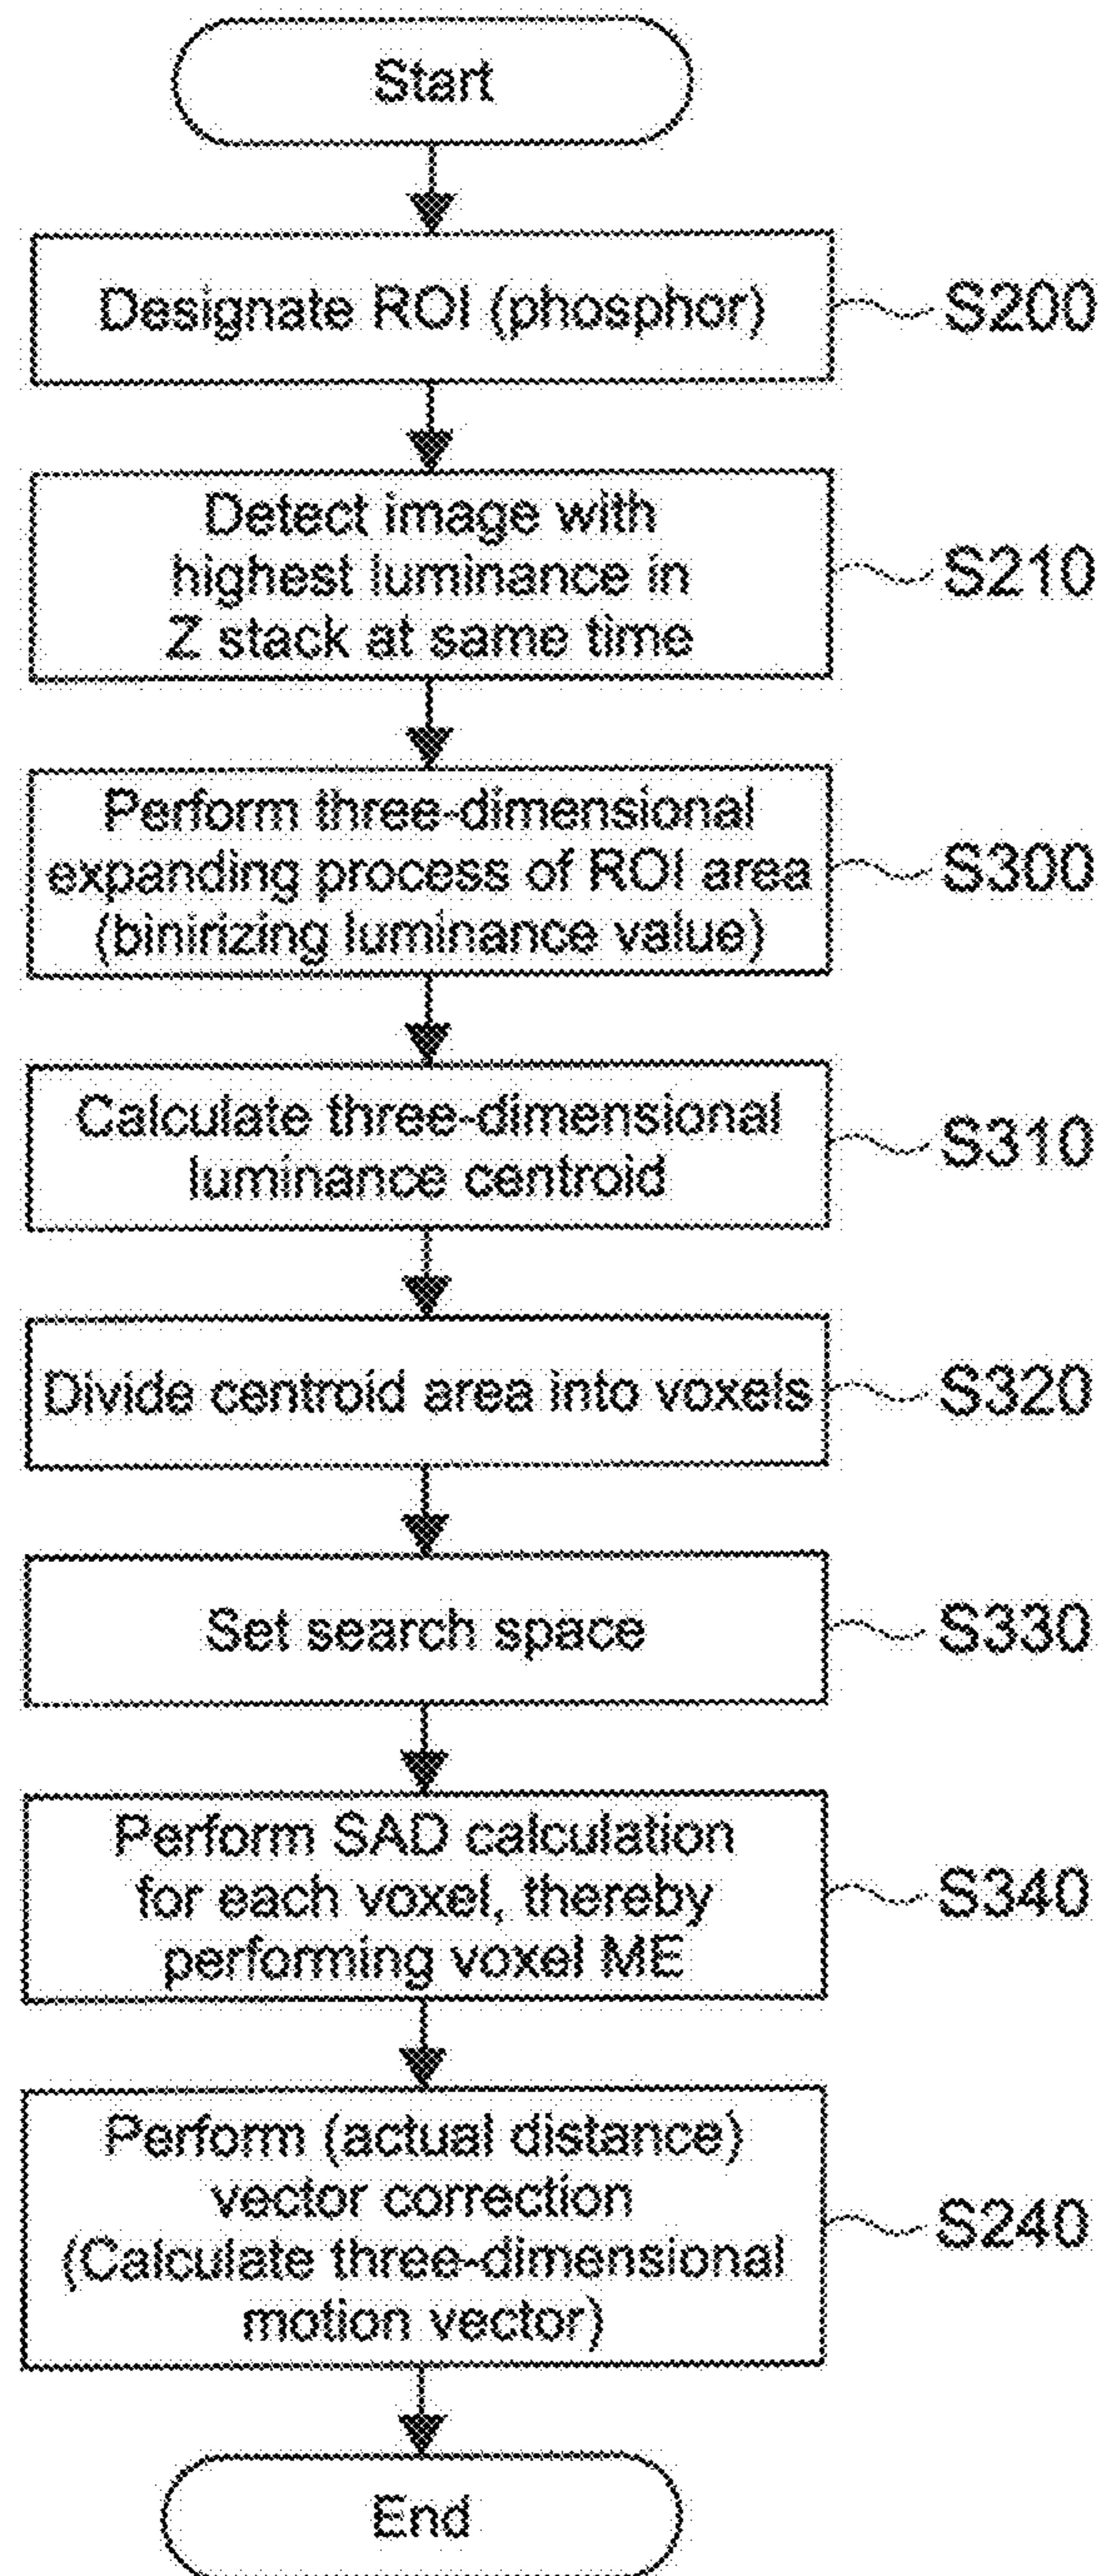 Start
Designate ROI (phosphor)
S200
Detect image with
highest luminance in
Z stack at same time
S210
Perform three-dimensional
expanding process of ROI area
(binirizing luminance value)
S300
Calculate three-dimensional
luminance centroid
S310
Divide centroid area into voxels
S320
Set search space
S330
Perform SAD calculation
for each voxel, thereby
performing voxel ME
S340
Perform (actual distance)
vector correction
(Calculate three-dimensional
motion vector)
S240
End